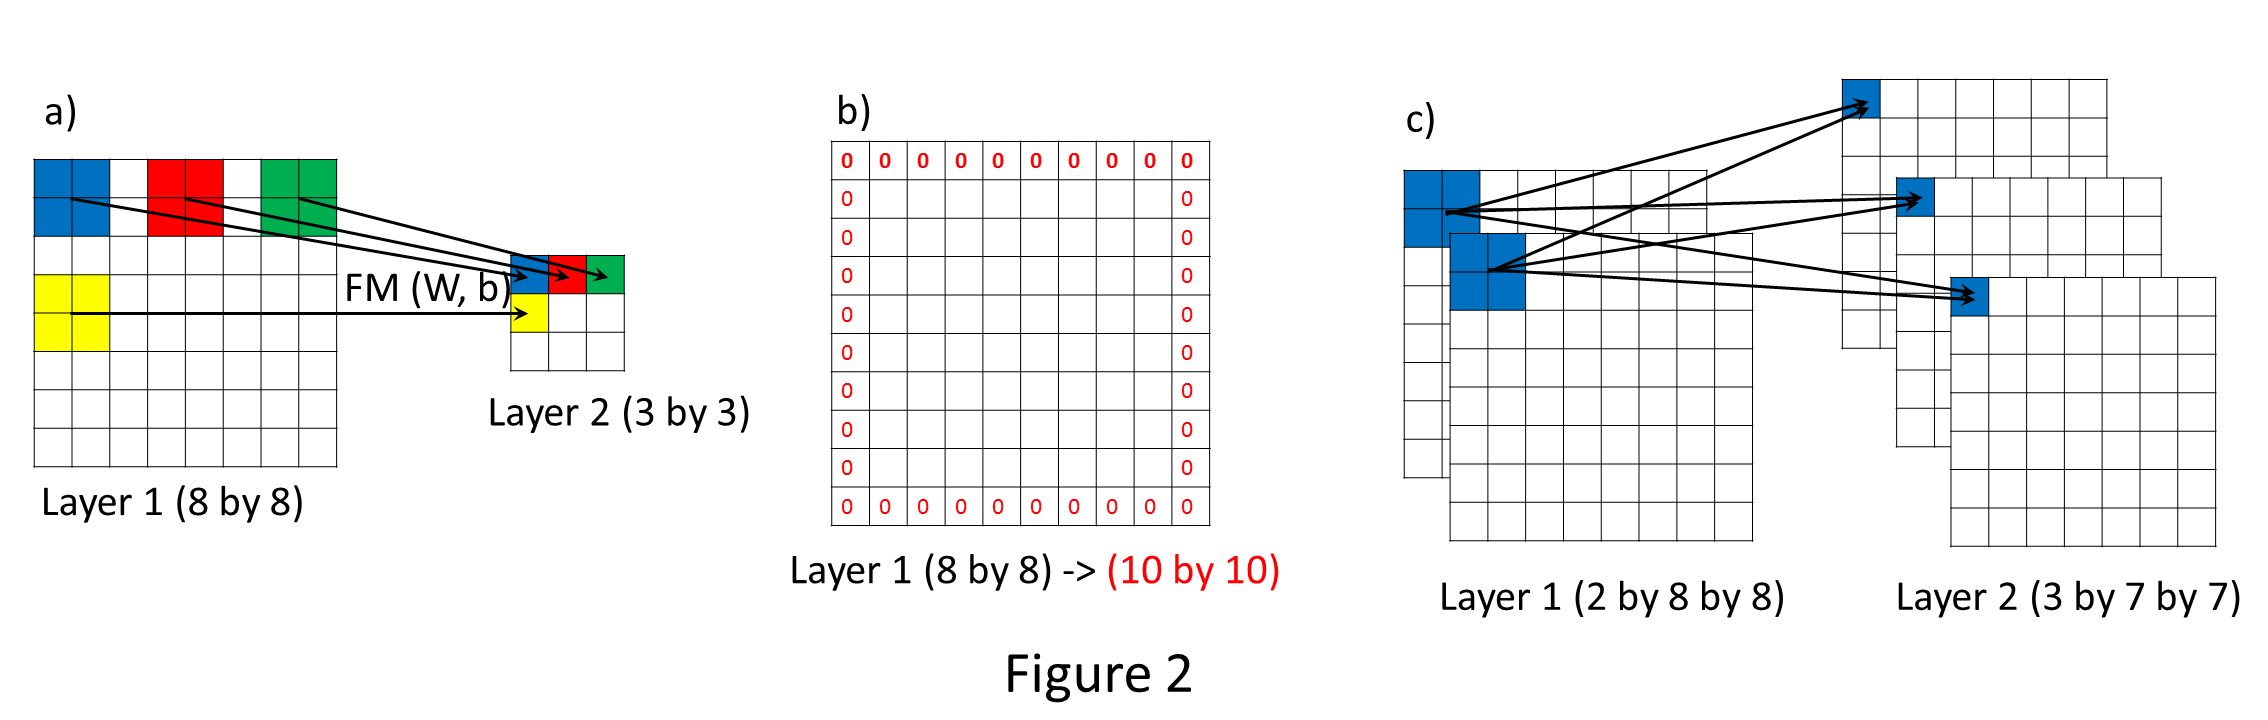 a)
FM (W, b)
Layer 2 (3 by 3)
Layer 1 (8 by 8)
b)
0 0 0 0 0 0 0 0 0 0
0 0
0 0
0 0
0 0
0 0
0 0
0 0
0 0
0 0 0 0 0 0 0 0 0 0
Layer 1 (8 by 8) -> (10 by 10)
c)
Layer 1 (2 by 8 by 8)
Layer 2 (3 by 7 by 7)
Figure 2